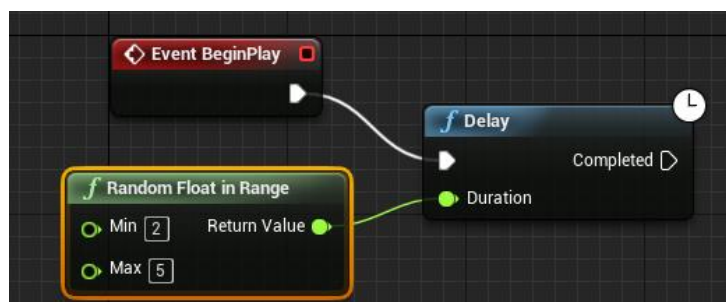 Event BeginPlay
f Delay
Completed
Duration
f Random Float in Range
Min 2 Return Value
Max 5